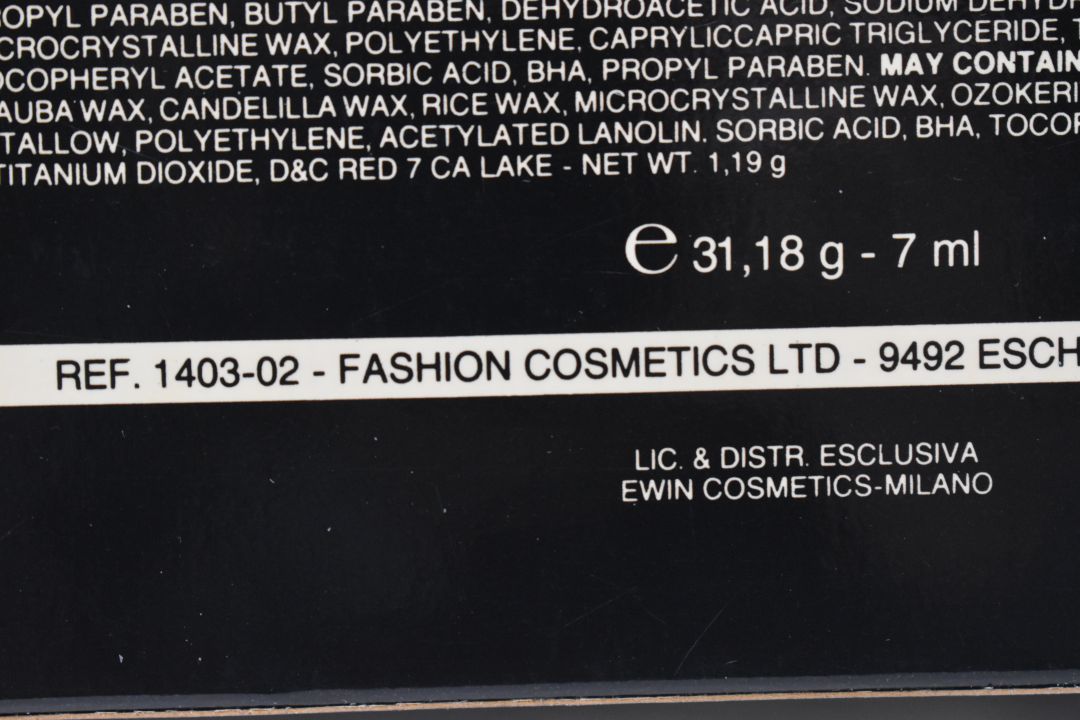 OPYL PARABEN, BUTYL PARABEN, DEHYDROACETIC ACID, SODIUM DEHYDR
CROCRYSTALLINE WAX, POLYETHYLENE, CAPRYLICCAPRIC TRIGLYCERIDE, T
OCOPHERYL ACETATE, SORBIC ACID, BHA, PROPYL PARABEN. MAY CONTAIN
AUBA WAX, CANDELILLA WAX, RICE WAX, MICROCRYSTALLINE WAX, OZOKERI
TALLOW, POLYETHYLENE, ACETYLATED LANOLIN. SORBIC ACID, BHA, TOCOP
TITANIUM DIOXIDE, D&C RED 7 CA LAKE - NET WT. 1,19 g
e 31,18 g - 7 ml
REF. 1403-02 - FASHION COSMETICS LTD - 9492 ESCH
LIC. & DISTR. ESCLUSIVA
EWIN COSMETICS-MILANO